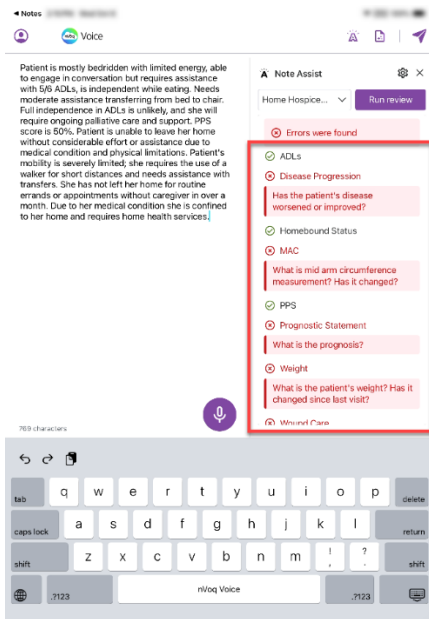 Notes
nVoq Voice
Patient is mostly bedridden with limited energy, able
to engage in conversation but requires assistance
with 5/6 ADLs, is independent while eating. Needs
moderate assistance transferring from bed to chair.
Full independence in ADLs is unlikely, and she will
require ongoing palliative care and support. PPS
score is 50%. Patient is unable to leave her home
without considerable effort or assistance due to
medical condition and physical limitations. Patient's
mobility is severely limited; she requires the use of a
walker for short distances and needs assistance with
transfers. She has not left her home for routine
errands or appointments without caregiver in over a
month. Due to her medical condition she is confined
to her home and requires home health services.
769 characters
Note Assist
Home Hospice...
Run review
Errors were found
ADLs
Disease Progression
Has the patient's disease
worsened or improved?
Homebound Status
MAC
What is mid arm circumference
measurement? Has it changed?
PPS
Prognostic Statement
What is the prognosis?
Weight
What is the patient's weight? Has it
changed since last visit?
Wound Care
tab q w e r t y u i o p delete
caps lock a s d f g h j k l return
shift z x c v b n m ! , ? . shift
.?123 nVoq Voice .?123